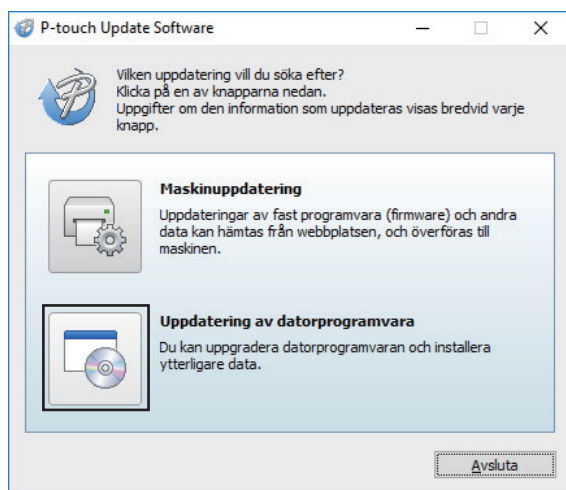 P-touch Update Software
Vilken uppdatering vill du söka efter?
Klicka på en av knapparna nedan.
Uppgifter om den information som uppdateras visas bredvid varje
knapp.
Maskinuppdatering
Uppdateringar av fast programvara (firmware) och andra
data kan hämtas från webbplatsen, och överföras till
maskinen.
Uppdatering av datorprogramvara
Du kan uppgradera datorprogramvaran och installera
ytterligare data.
Avsluta